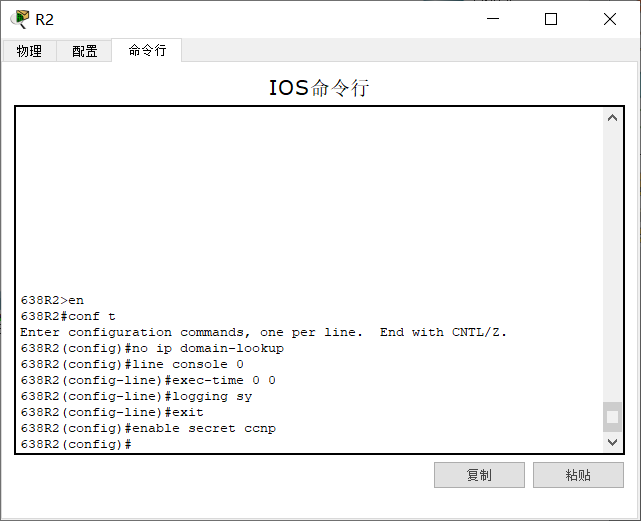 R2
物理 配置 命令行
IOS命令行
638R2>en
638R2#conf t
Enter configuration commands, one per line.  End with CNTL/Z.
638R2(config)#no ip domain-lookup
638R2(config)#line console 0
638R2(config-line)#exec-time 0 0
638R2(config-line)#logging sy
638R2(config-line)#exit
638R2(config)#enable secret ccnp
638R2(config)#
复制 粘贴